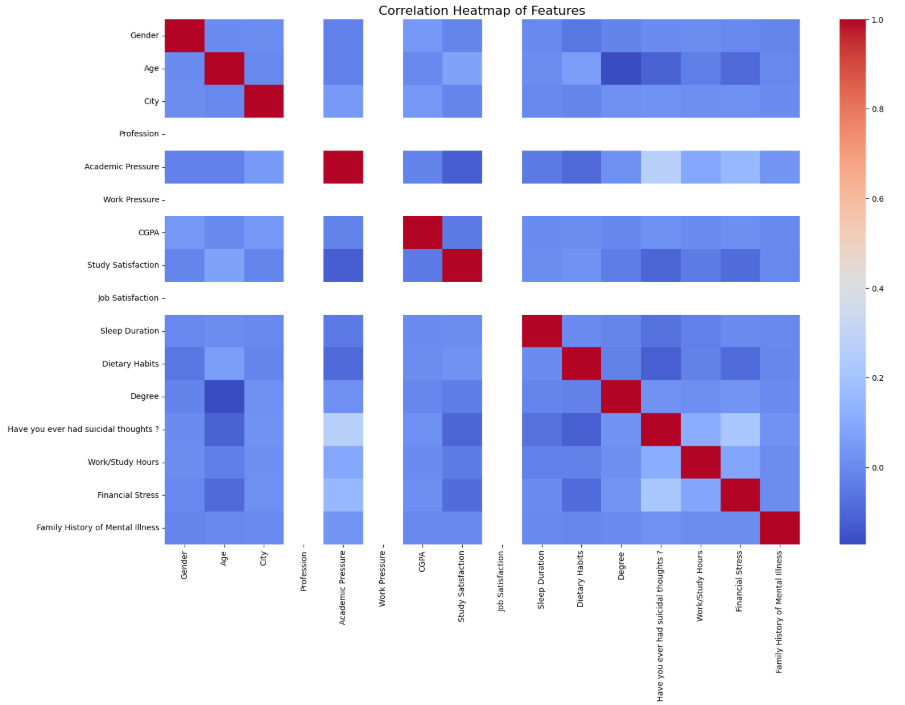 Correlation Heatmap of Features
Gender
Age
City
Profession
Academic Pressure
Work Pressure
CGPA
Study Satisfaction
Job Satisfaction
Sleep Duration
Dietary Habits
Degree
Have you ever had suicidal thoughts ?
Work/Study Hours
Financial Stress
Family History of Mental Illness
Gender
Age
City
Profession
Academic Pressure
Work Pressure
CGPA
Study Satisfaction
Job Satisfaction
Sleep Duration
Dietary Habits
Degree
Have you ever had suicidal thoughts ?
Work/Study Hours
Financial Stress
Family History of Mental Illness
1.0
0.8
0.6
0.4
0.2
0.0